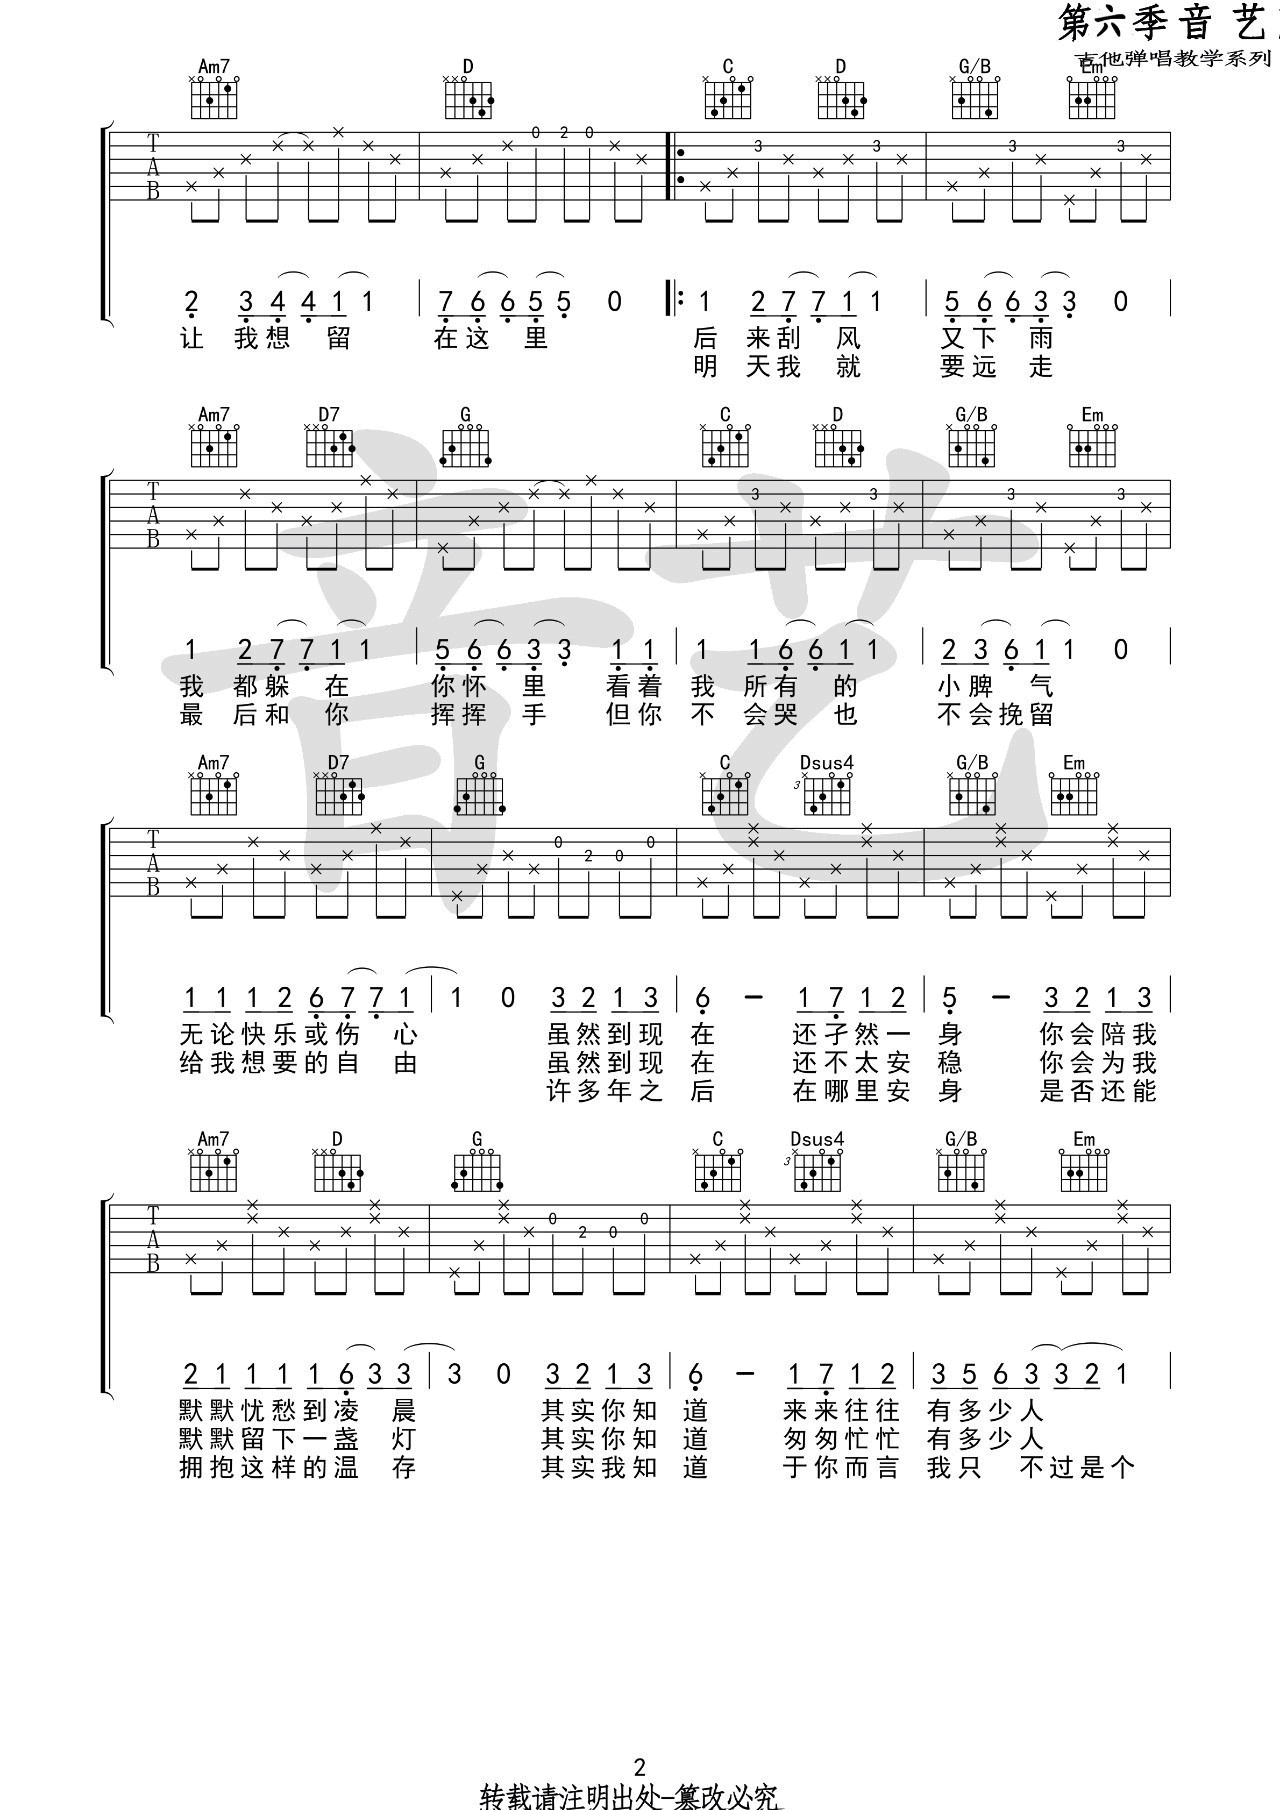 第六季音艺
吉他弹唱教学系列
Am7 D C D G/B Em
T A B 0 2 0 3 3 3 3
2 3 4 4 1 1 7 6 6 5 5 0 1 2 7 7 1 1 5 6 6 3 3 0
让 我想 留 在这 里 后 来刮 风 又下 雨
明 天我 就 要远 走
Am7 D7 G C D G/B Em
T A B 3 3 3 3
1 2 7 7 1 1 5 6 6 3 3 1 1 1 1 6 6 1 1 2 3 6 1 1 0
我 都躲 在 你怀 里 看着 我 所有 的 小脾 气
最 后和 你 挥挥 手 但你 不 会哭 也 不会挽留
音艺
Am7 D7 G C Dsus4 G/B Em
3
T A B 0 2 0 0
1 1 1 2 6 7 7 1 1 0 3 2 1 3 6 − 1 7 1 2 5 − 3 2 1 3
无论快乐或伤 心 虽然到现 在 还孑然一 身 你会陪我
给我想要的自 由 虽然到现 在 还不太安 稳 你会为我
许多年之 后 在哪里安 身 是否还能
Am7 D G C Dsus4 G/B Em
3
T A B 0 2 0 0
2 1 1 1 1 6 3 3 3 0 3 2 1 3 6 − 1 7 1 2 3 5 6 3 3 2 1
默默忧愁到凌 晨 其实你知 道 来来往往 有多少人
默默留下一盏 灯 其实你知 道 匆匆忙忙 有多少人
拥抱这样的温 存 其实我知 道 于你而言 我只 不过是个
2
转载请注明出处-篡改必究